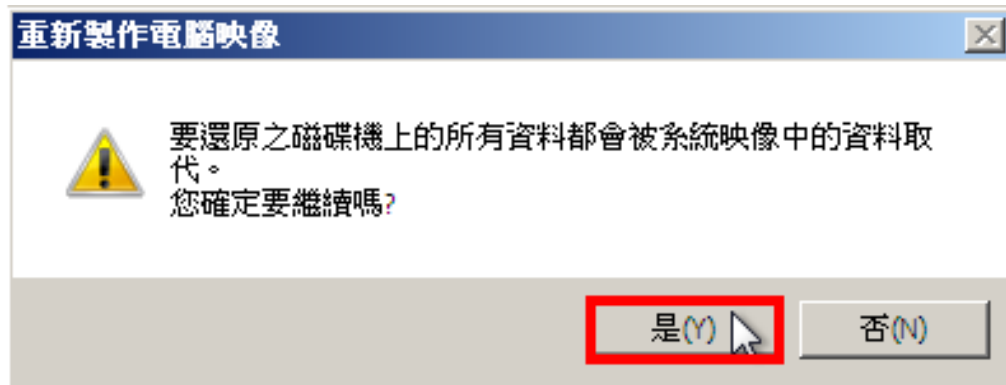 重新製作電腦映像
要還原之磁碟機上的所有資料都會被系統映像中的資料取
代。
您確定要繼續嗎?
是(Y)
否(N)